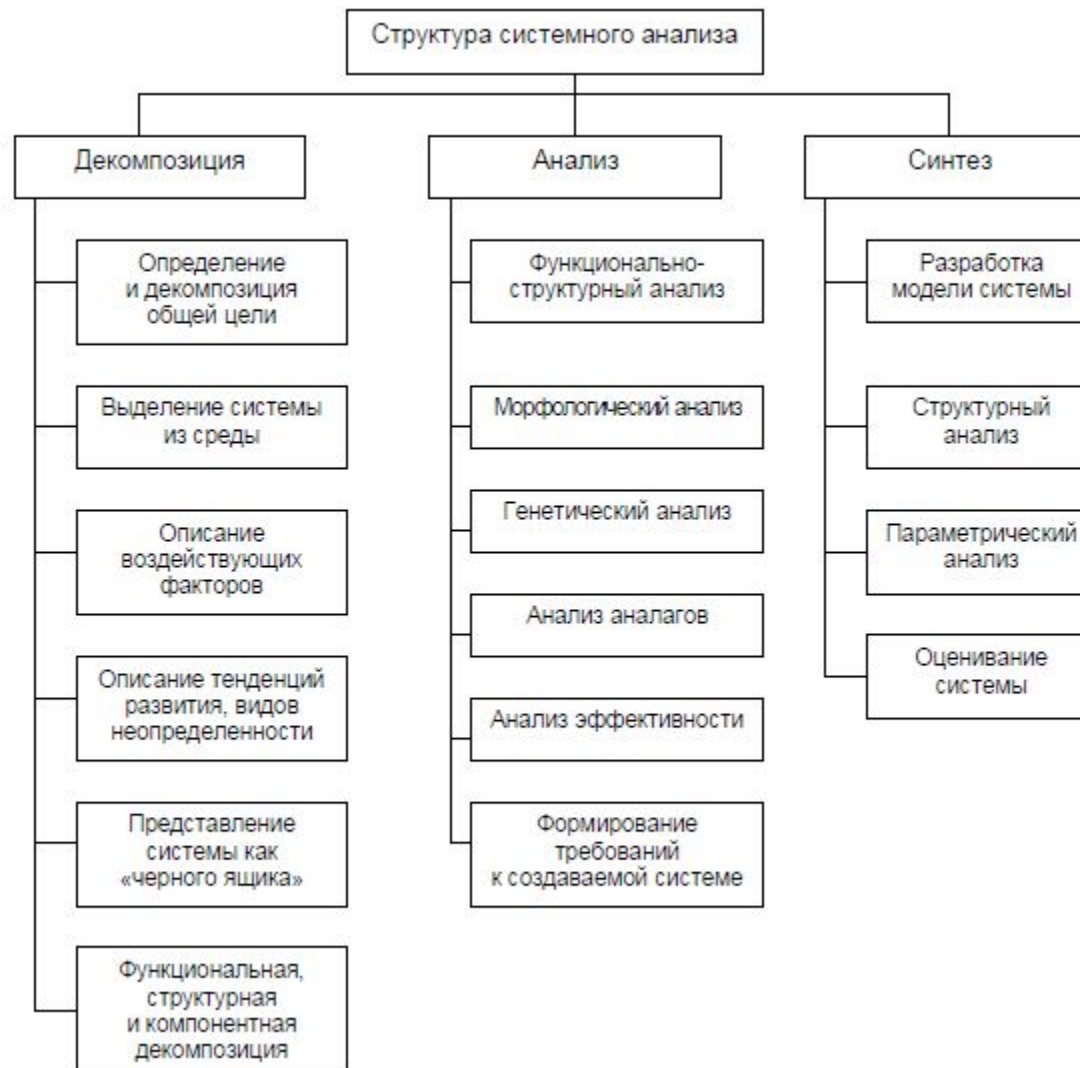 Структура системного анализа
Декомпозиция
Определение
и декомпозиция
общей цели
Выделение системы
из среды
Описание
воздействующих
факторов
Описание тенденций
развития, видов
неопределенности
Представление
системы как
«черного ящика»
Функциональная,
структурная
и компонентная
декомпозиция
Анализ
Функционально-
структурный анализ
Морфологический анализ
Генетический анализ
Анализ аналагов
Анализ эффективности
Формирование
требований
к создаваемой системе
Синтез
Разработка
модели системы
Структурный
анализ
Параметрический
анализ
Оценивание
системы